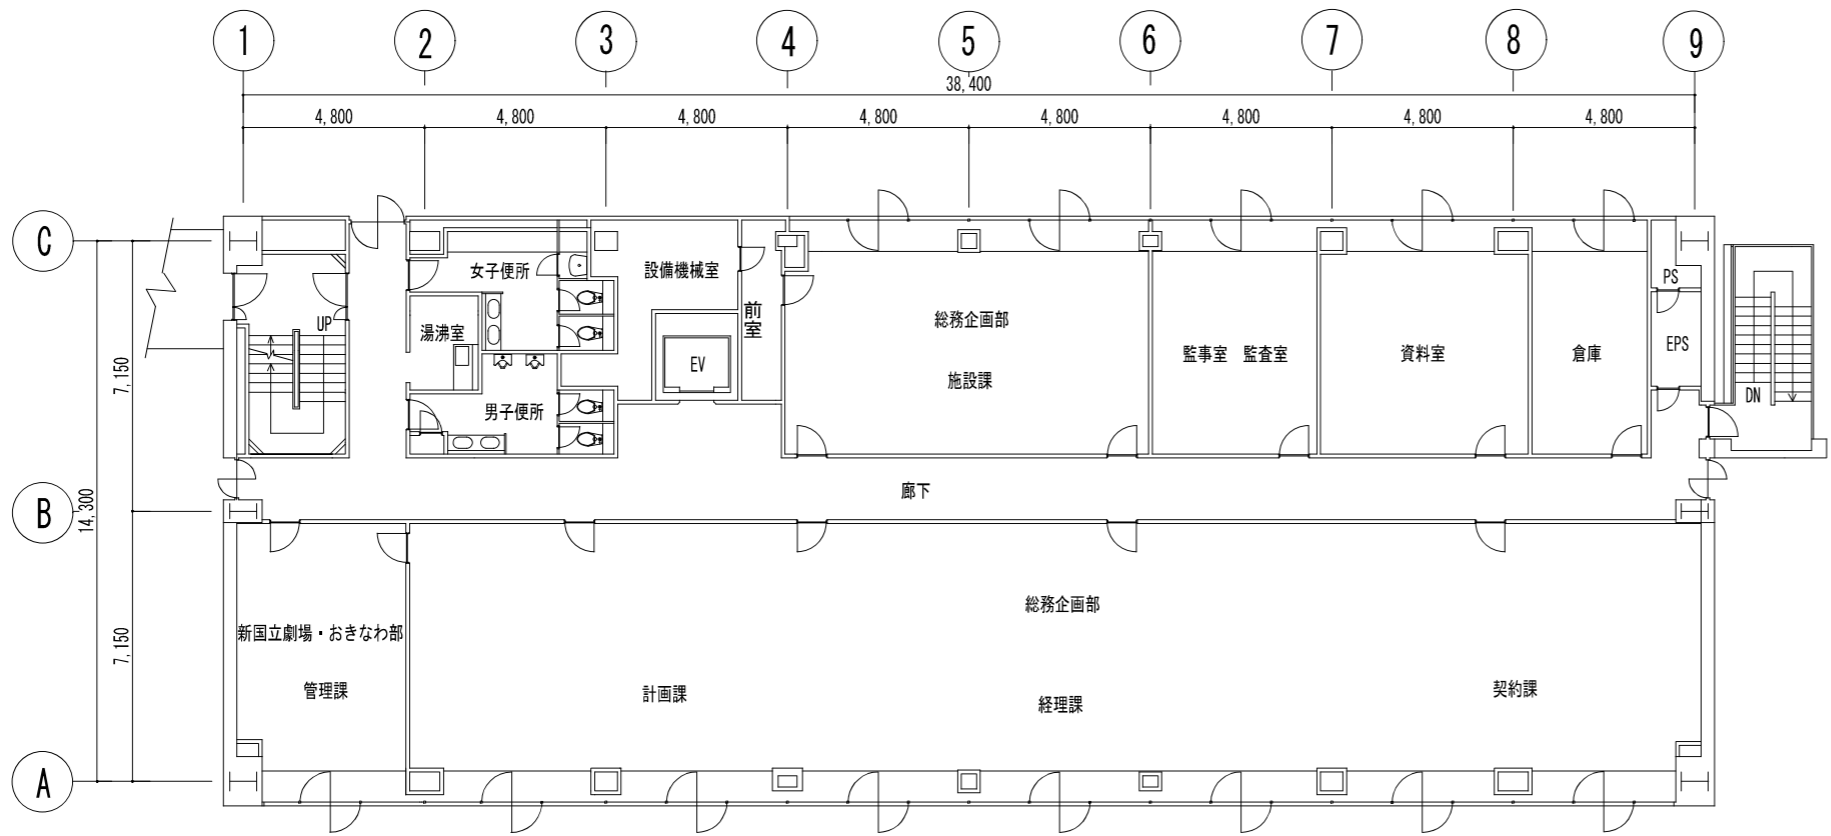 1 2 3 4 5 6 7 8 9
38,400
4,800 4,800 4,800 4,800 4,800 4,800 4,800 4,800
C
女子便所
設備機械室
PS
前室
UP
湯沸室
総務企画部
監事室 監査室
資料室
倉庫
EPS
EV
施設課
7,150
DN
男子便所
廊下
B
14,300
総務企画部
新国立劇場・おきなわ部
7,150
管理課
計画課
契約課
経理課
A